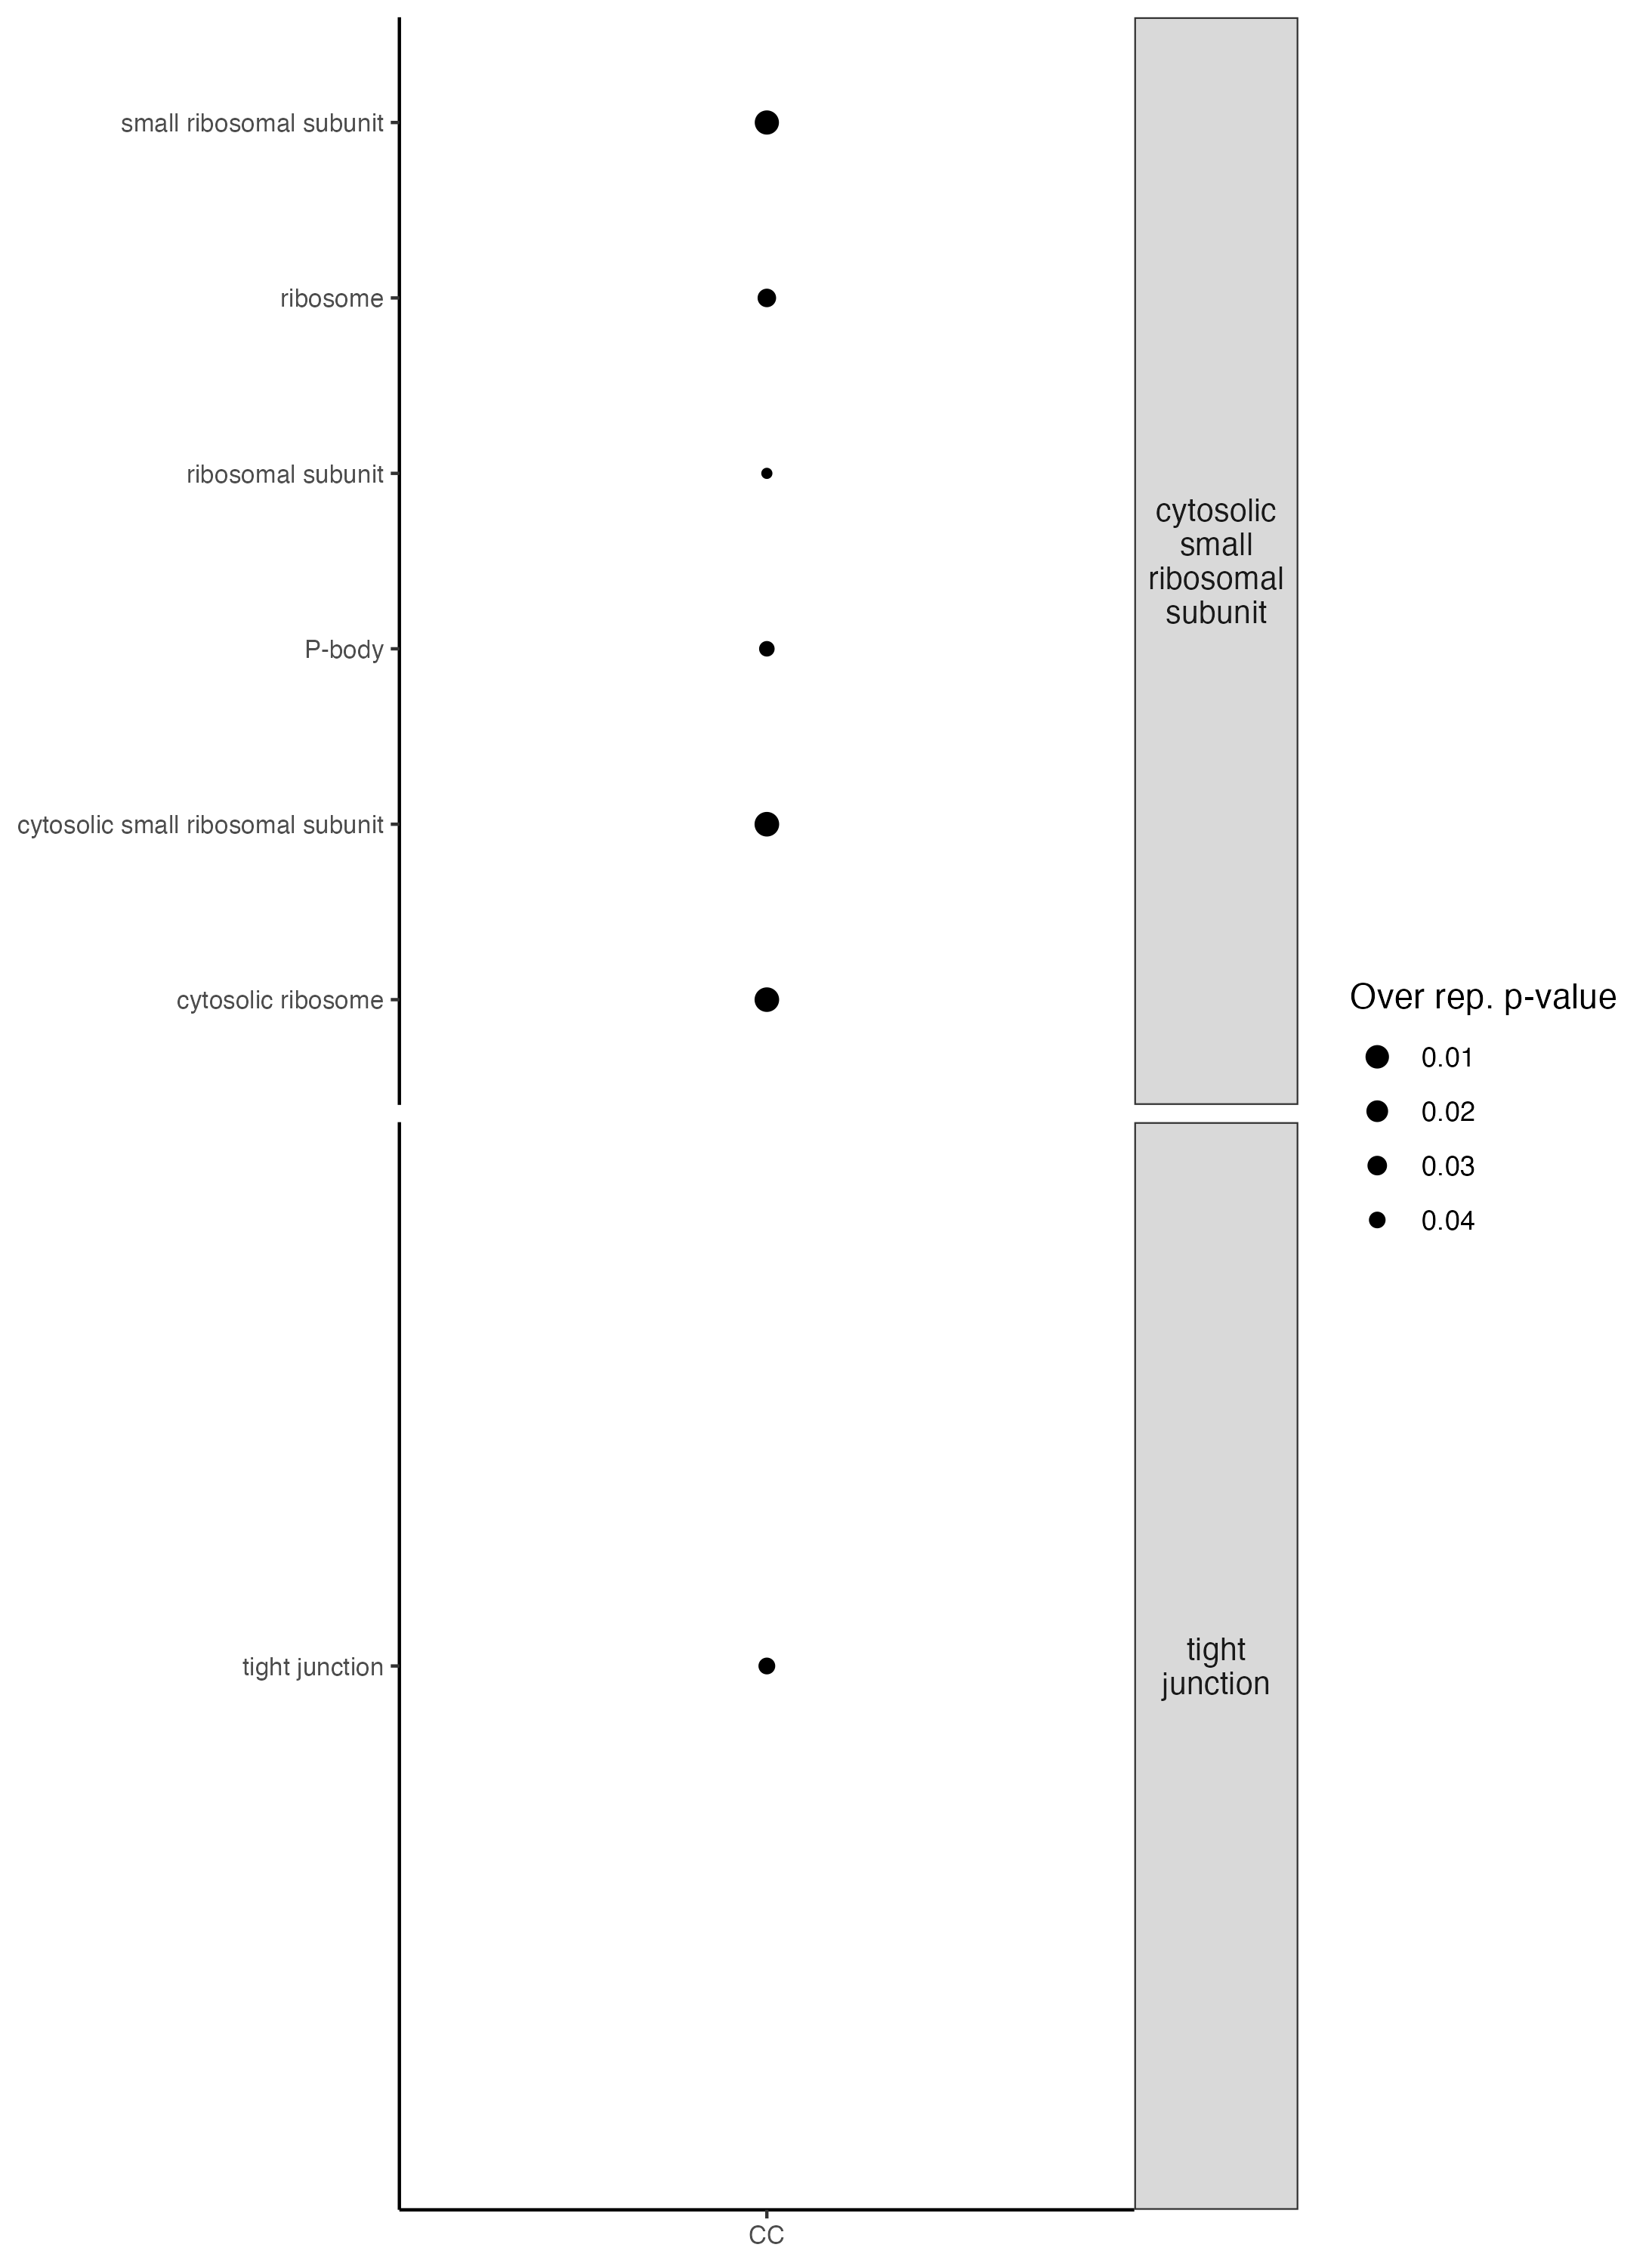 small ribosomal subunit
ribosome
ribosomal subunit
P-body
cytosolic small ribosomal subunit
cytosolic ribosome
tight junction
CC
cytosolic
small
ribosomal
subunit
tight
junction
Over rep. p-value
0.01
0.02
0.03
0.04